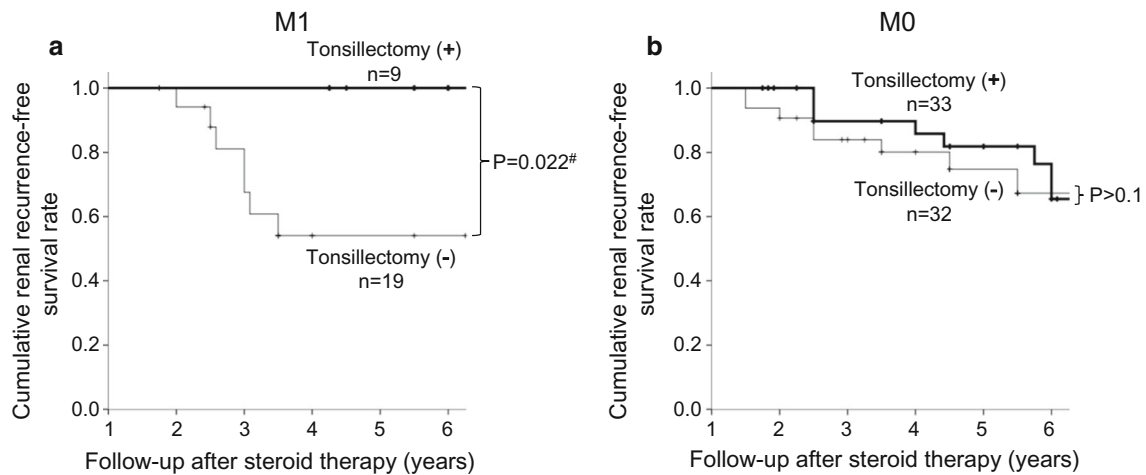 M1
a
Tonsillectomy (+)
n=9
1.0
0.8
0.6
0.4
0.2
0.0
Cumulative renal recurrence-free
survival rate
P=0.022#
Tonsillectomy (-)
n=19
1 2 3 4 5 6
Follow-up after steroid therapy (years)
M0
b
Tonsillectomy (+)
n=33
1.0
0.8
0.6
0.4
0.2
0.0
Cumulative renal recurrence-free
survival rate
Tonsillectomy (-)
n=32
P>0.1
1 2 3 4 5 6
Follow-up after steroid therapy (years)